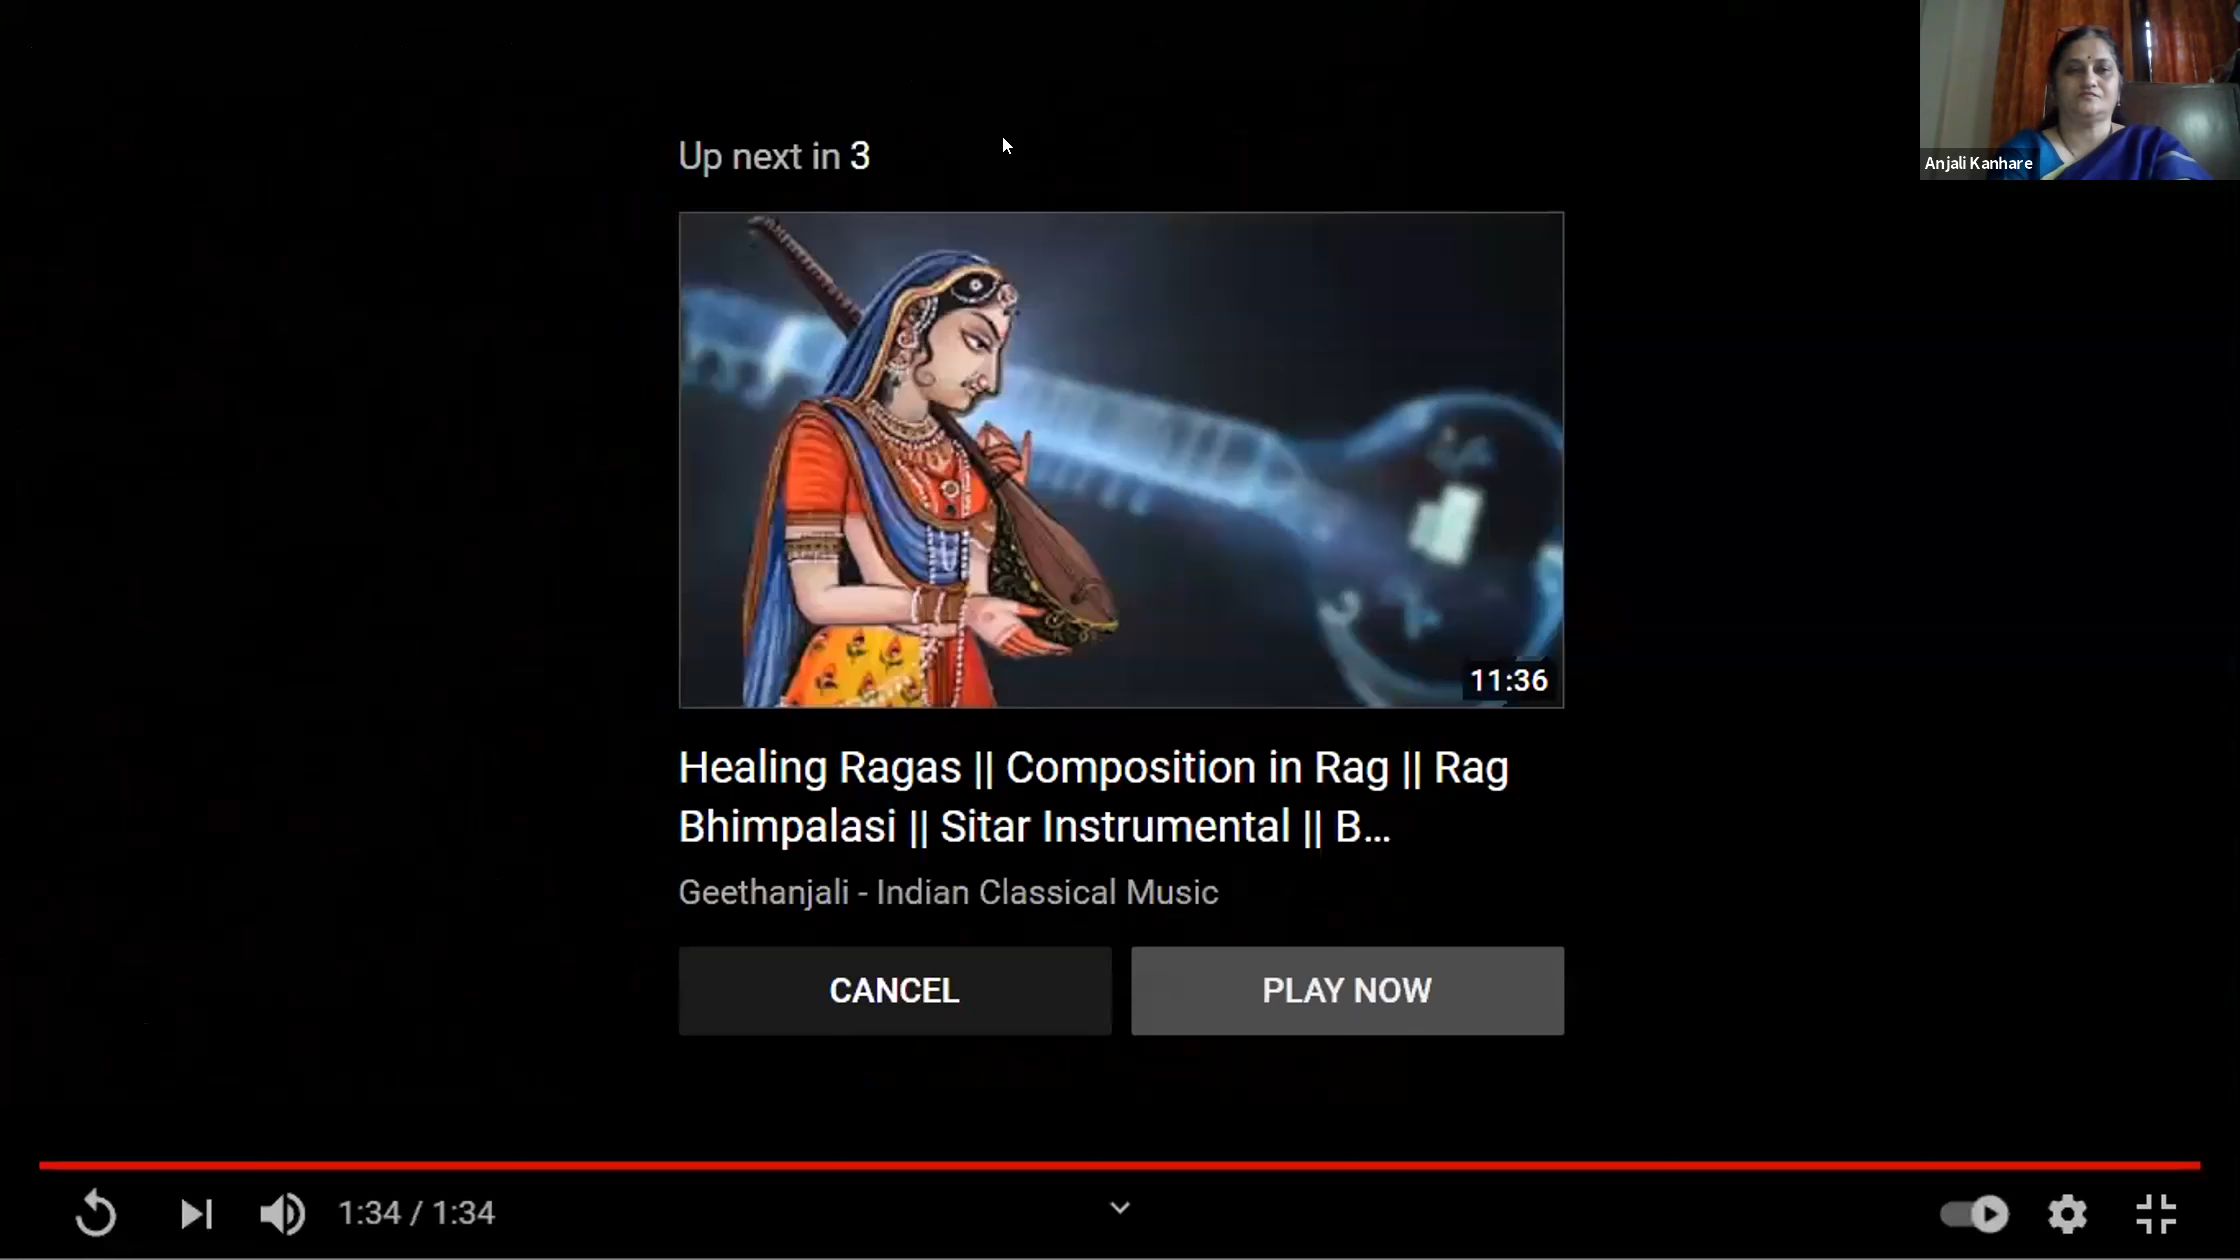 Up next in 3
Anjali Kanhare
11:36
Healing Ragas || Composition in Rag || Rag
Bhimpalasi || Sitar Instrumental || B...
Geethanjali - Indian Classical Music
CANCEL
PLAY NOW
1:34 / 1:34